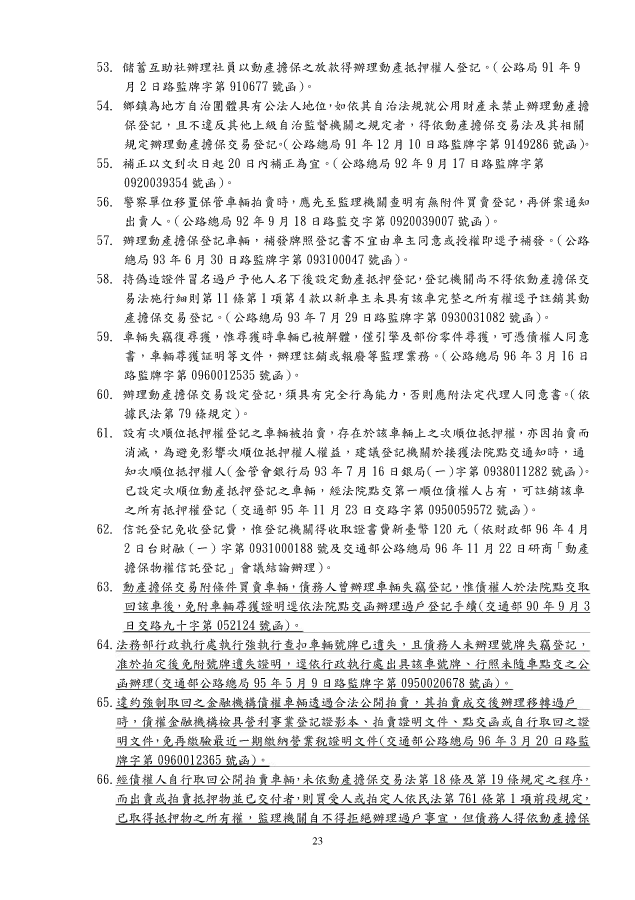 53. 儲蓄互助社辦理社員以動產擔保之放款得辦理動產抵押權人登記。(公路局 91 年 9
月 2 日路監牌字第 910677 號函)。
54. 鄉鎮為地方自治團體具有公法人地位,如依其自治法規就公用財產未禁止辦理動產擔
保登記,且不違反其他上級自治監督機關之規定者,得依動產擔保交易法及其相關
規定辦理動產擔保交易登記。(公路總局 91 年 12 月 10 日路監牌字第 9149286 號函)。
55. 補正以文到次日起 20 日內補正為宜。(公路總局 92 年 9 月 17 日路監牌字第
0920039354 號函)。
56. 警察單位移置保管車輛拍賣時,應先至監理機關查明有無附件買賣登記,再併案通知
出賣人。(公路總局 92 年 9 月 18 日路監交字第 0920039007 號函)。
57. 辦理動產擔保登記車輛,補發牌照登記書不宜由車主同意或授權即逕予補發。(公路
總局 93 年 6 月 30 日路監牌字第 093100047 號函)。
58. 持偽造證件冒名過戶予他人名下後設定動產抵押登記,登記機關尚不得依動產擔保交
易法施行細則第 11 條第 1 項第 4 款以新車主未具有該車完整之所有權逕予註銷其動
產擔保交易登記。(公路總局 93 年 7 月 29 日路監牌字第 0930031082 號函)。
59. 車輛失竊復尋獲,惟尋獲時車輛已被解體,僅引擎及部份零件尋獲,可憑債權人同意
書,車輛尋獲証明等文件,辦理註銷或報廢等監理業務。(公路總局 96 年 3 月 16 日
路監牌字第 0960012535 號函)。
60. 辦理動產擔保交易設定登記,須具有完全行為能力,否則應附法定代理人同意書。(依
據民法第 79 條規定)。
61. 設有次順位抵押權登記之車輛被拍賣,存在於該車輛上之次順位抵押權,亦因拍賣而
消滅,為避免影響次順位抵押權人權益,建議登記機關於接獲法院點交通知時,通
知次順位抵押權人(金管會銀行局 93 年 7 月 16 日銀局(一)字第 0938011282 號函)。
已設定次順位動產抵押登記之車輛,經法院點交第一順位債權人占有,可註銷該車
之所有抵押權登記(交通部 95 年 11 月 23 日交路字第 0950059572 號函)。
62. 信託登記免收登記費,惟登記機關得收取證書費新臺幣 120 元(依財政部 96 年 4 月
2 日台財融(一)字第 0931000188 號及交通部公路總局 96 年 11 月 22 日研商「動產
擔保物權信託登記」會議結論辦理)。
63. 動產擔保交易附條件買賣車輛,債務人曾辦理車輛失竊登記,惟債權人於法院點交取
回該車後,免附車輛尋獲證明逕依法院點交函辦理過戶登記手續(交通部 90 年 9 月 3
日交路九十字第 052124 號函)。
64.法務部行政執行處執行強執行查扣車輛號牌已遺失,且債務人未辦理號牌失竊登記,
准於拍定後免附號牌遺失證明,逕依行政執行處出具該車號牌、行照未隨車點交之公
函辦理(交通部公路總局 95 年 5 月 9 日路監牌字第 0950020678 號函)。
65.違約強制取回之金融機構債權車輛透過合法公開拍賣,其拍賣成交後辦理移轉過戶
時,債權金融機構檢具營利事業登記證影本、拍賣證明文件、點交函或自行取回之證
明文件,免再繳驗最近一期繳納營業稅證明文件(交通部公路總局 96 年 3 月 20 日路監
牌字第 0960012365 號函)。
66.經債權人自行取回公開拍賣車輛,未依動產擔保交易法第 18 條及第 19 條規定之程序,
而出賣或拍賣抵押物並已交付者,則買受人或拍定人依民法第 761 條第 1 項前段規定,
已取得抵押物之所有權,監理機關自不得拒絕辦理過戶事宜,但債務人得依動產擔保
23